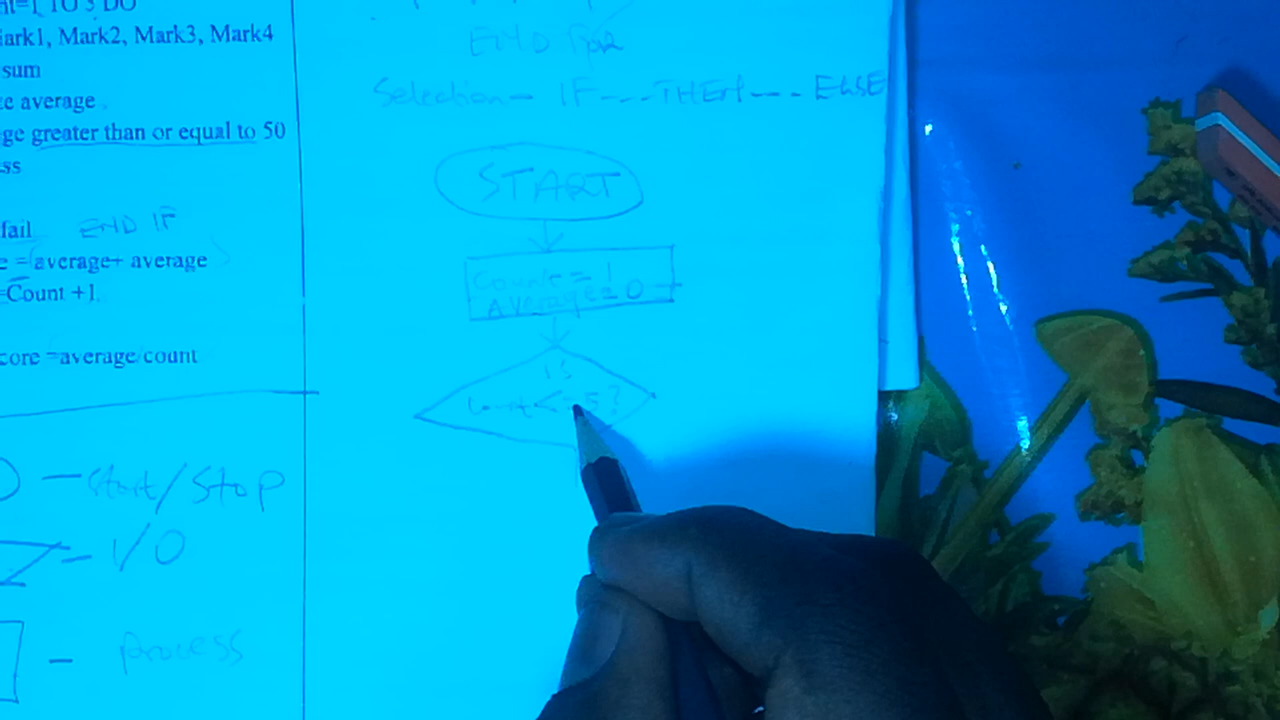 TO 5 DO
Mark1, Mark2, Mark3, Mark4
sum
average
greater than or equal to 50
fail END IF
=(average+ average
=Count +1
=average/count
- Start/Stop
- I/O
- Process
END FOR
Selection - IF --- THEN --- ELSE
START
Count = 1
Average = 0
Is
Count <= 5?